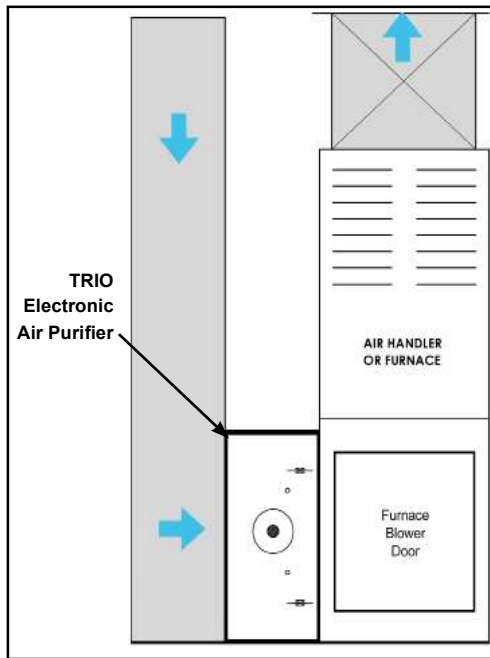 TRIO
Electronic
Air Purifier
AIR HANDLER
OR FURNACE
Furnace
Blower
Door